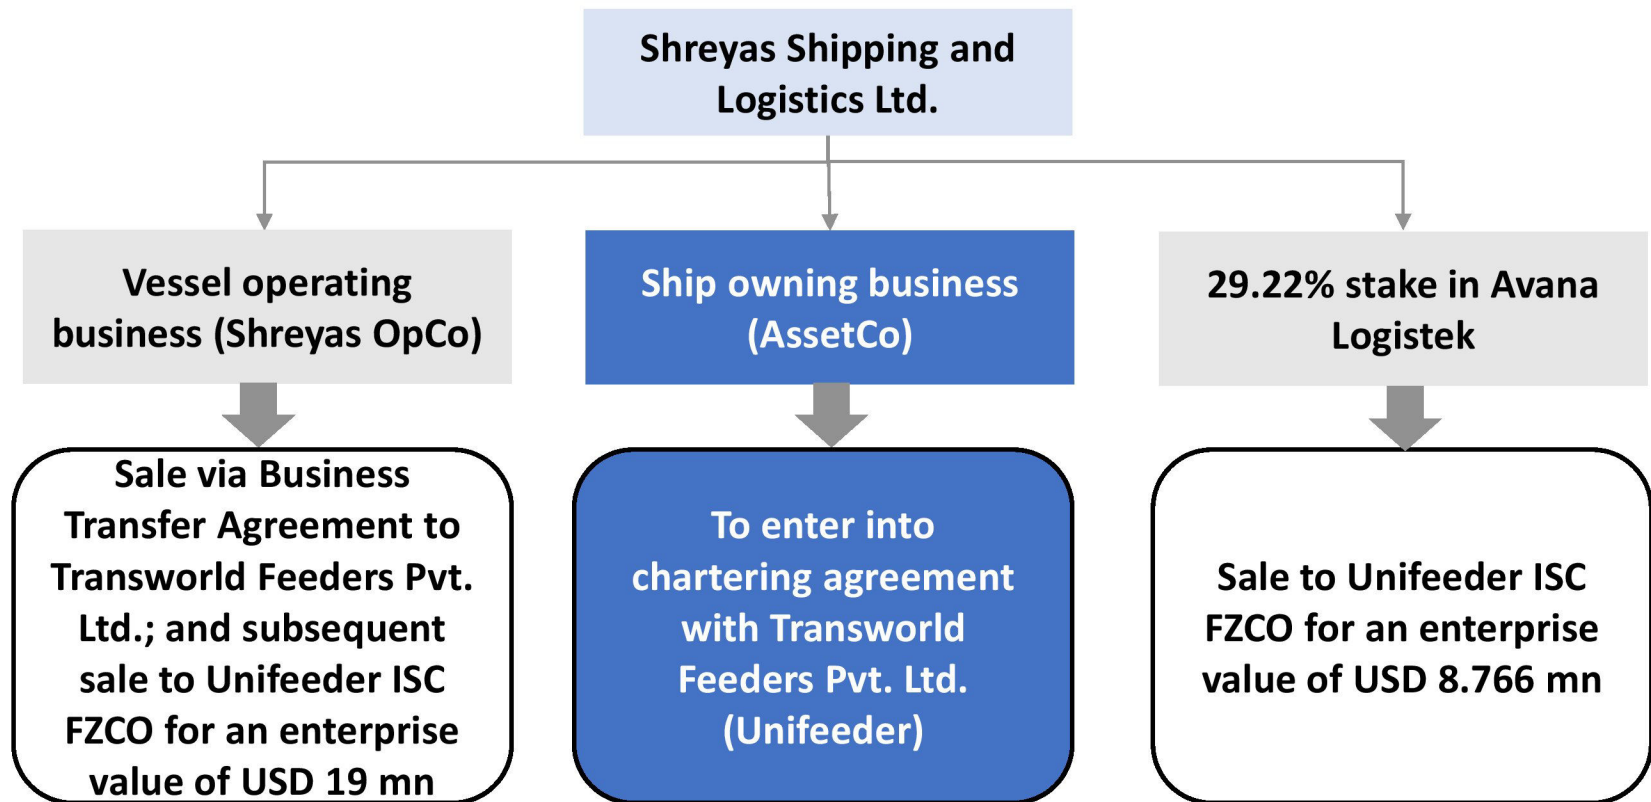 Shreyas Shipping and
Logistics Ltd.
Vessel operating
business (Shreyas OpCo)
Ship owning business
(AssetCo)
29.22% stake in Avana
Logistek
Sale via Business
Transfer Agreement to
Transworld Feeders Pvt.
Ltd.; and subsequent
sale to Unifeeder ISC
FZCO for an enterprise
value of USD 19 mn
To enter into
chartering agreement
with Transworld
Feeders Pvt. Ltd.
(Unifeeder)
Sale to Unifeeder ISC
FZCO for an enterprise
value of USD 8.766 mn